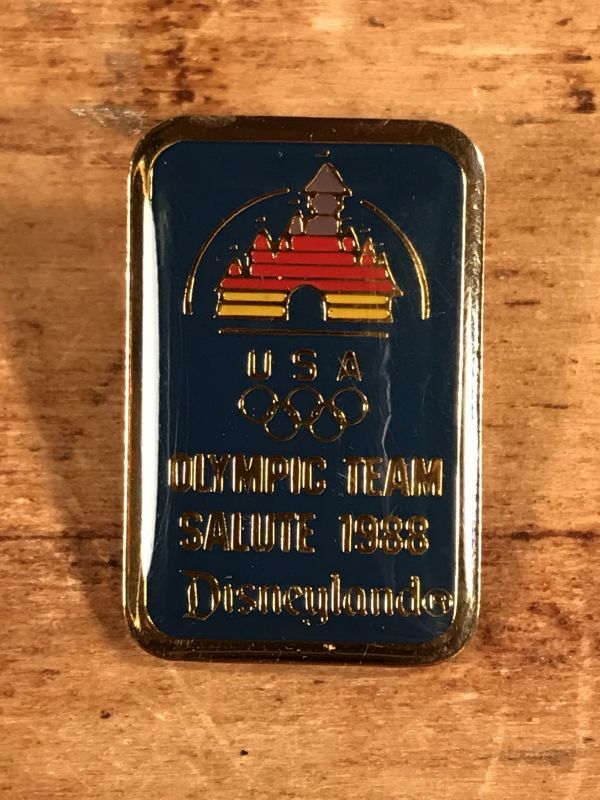 USA
OLYMPIC TEAM
SALUTE 1988
Disneyland®